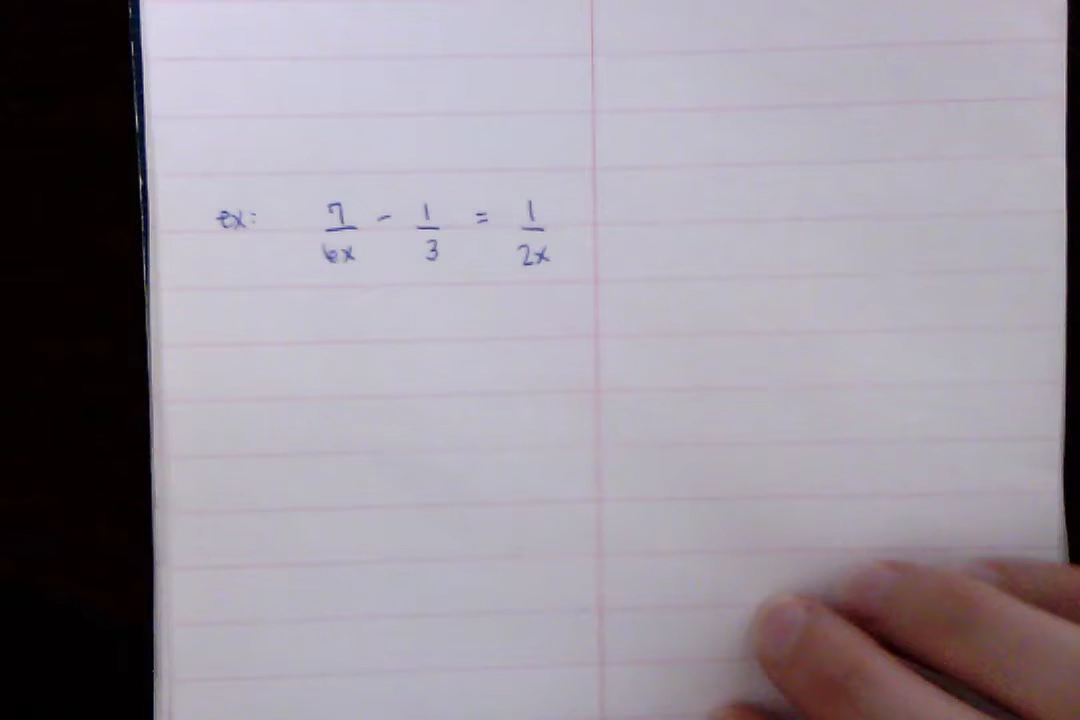 ex: 7/6x - 1/3 = 1/2x